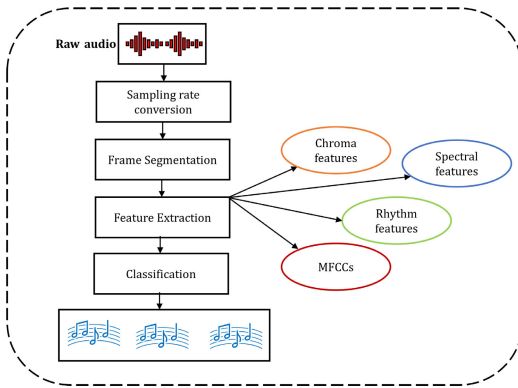 Raw audio
Sampling rate
conversion
Frame Segmentation
Feature Extraction
Classification
Chroma
features
Spectral
features
Rhythm
features
MFCCs